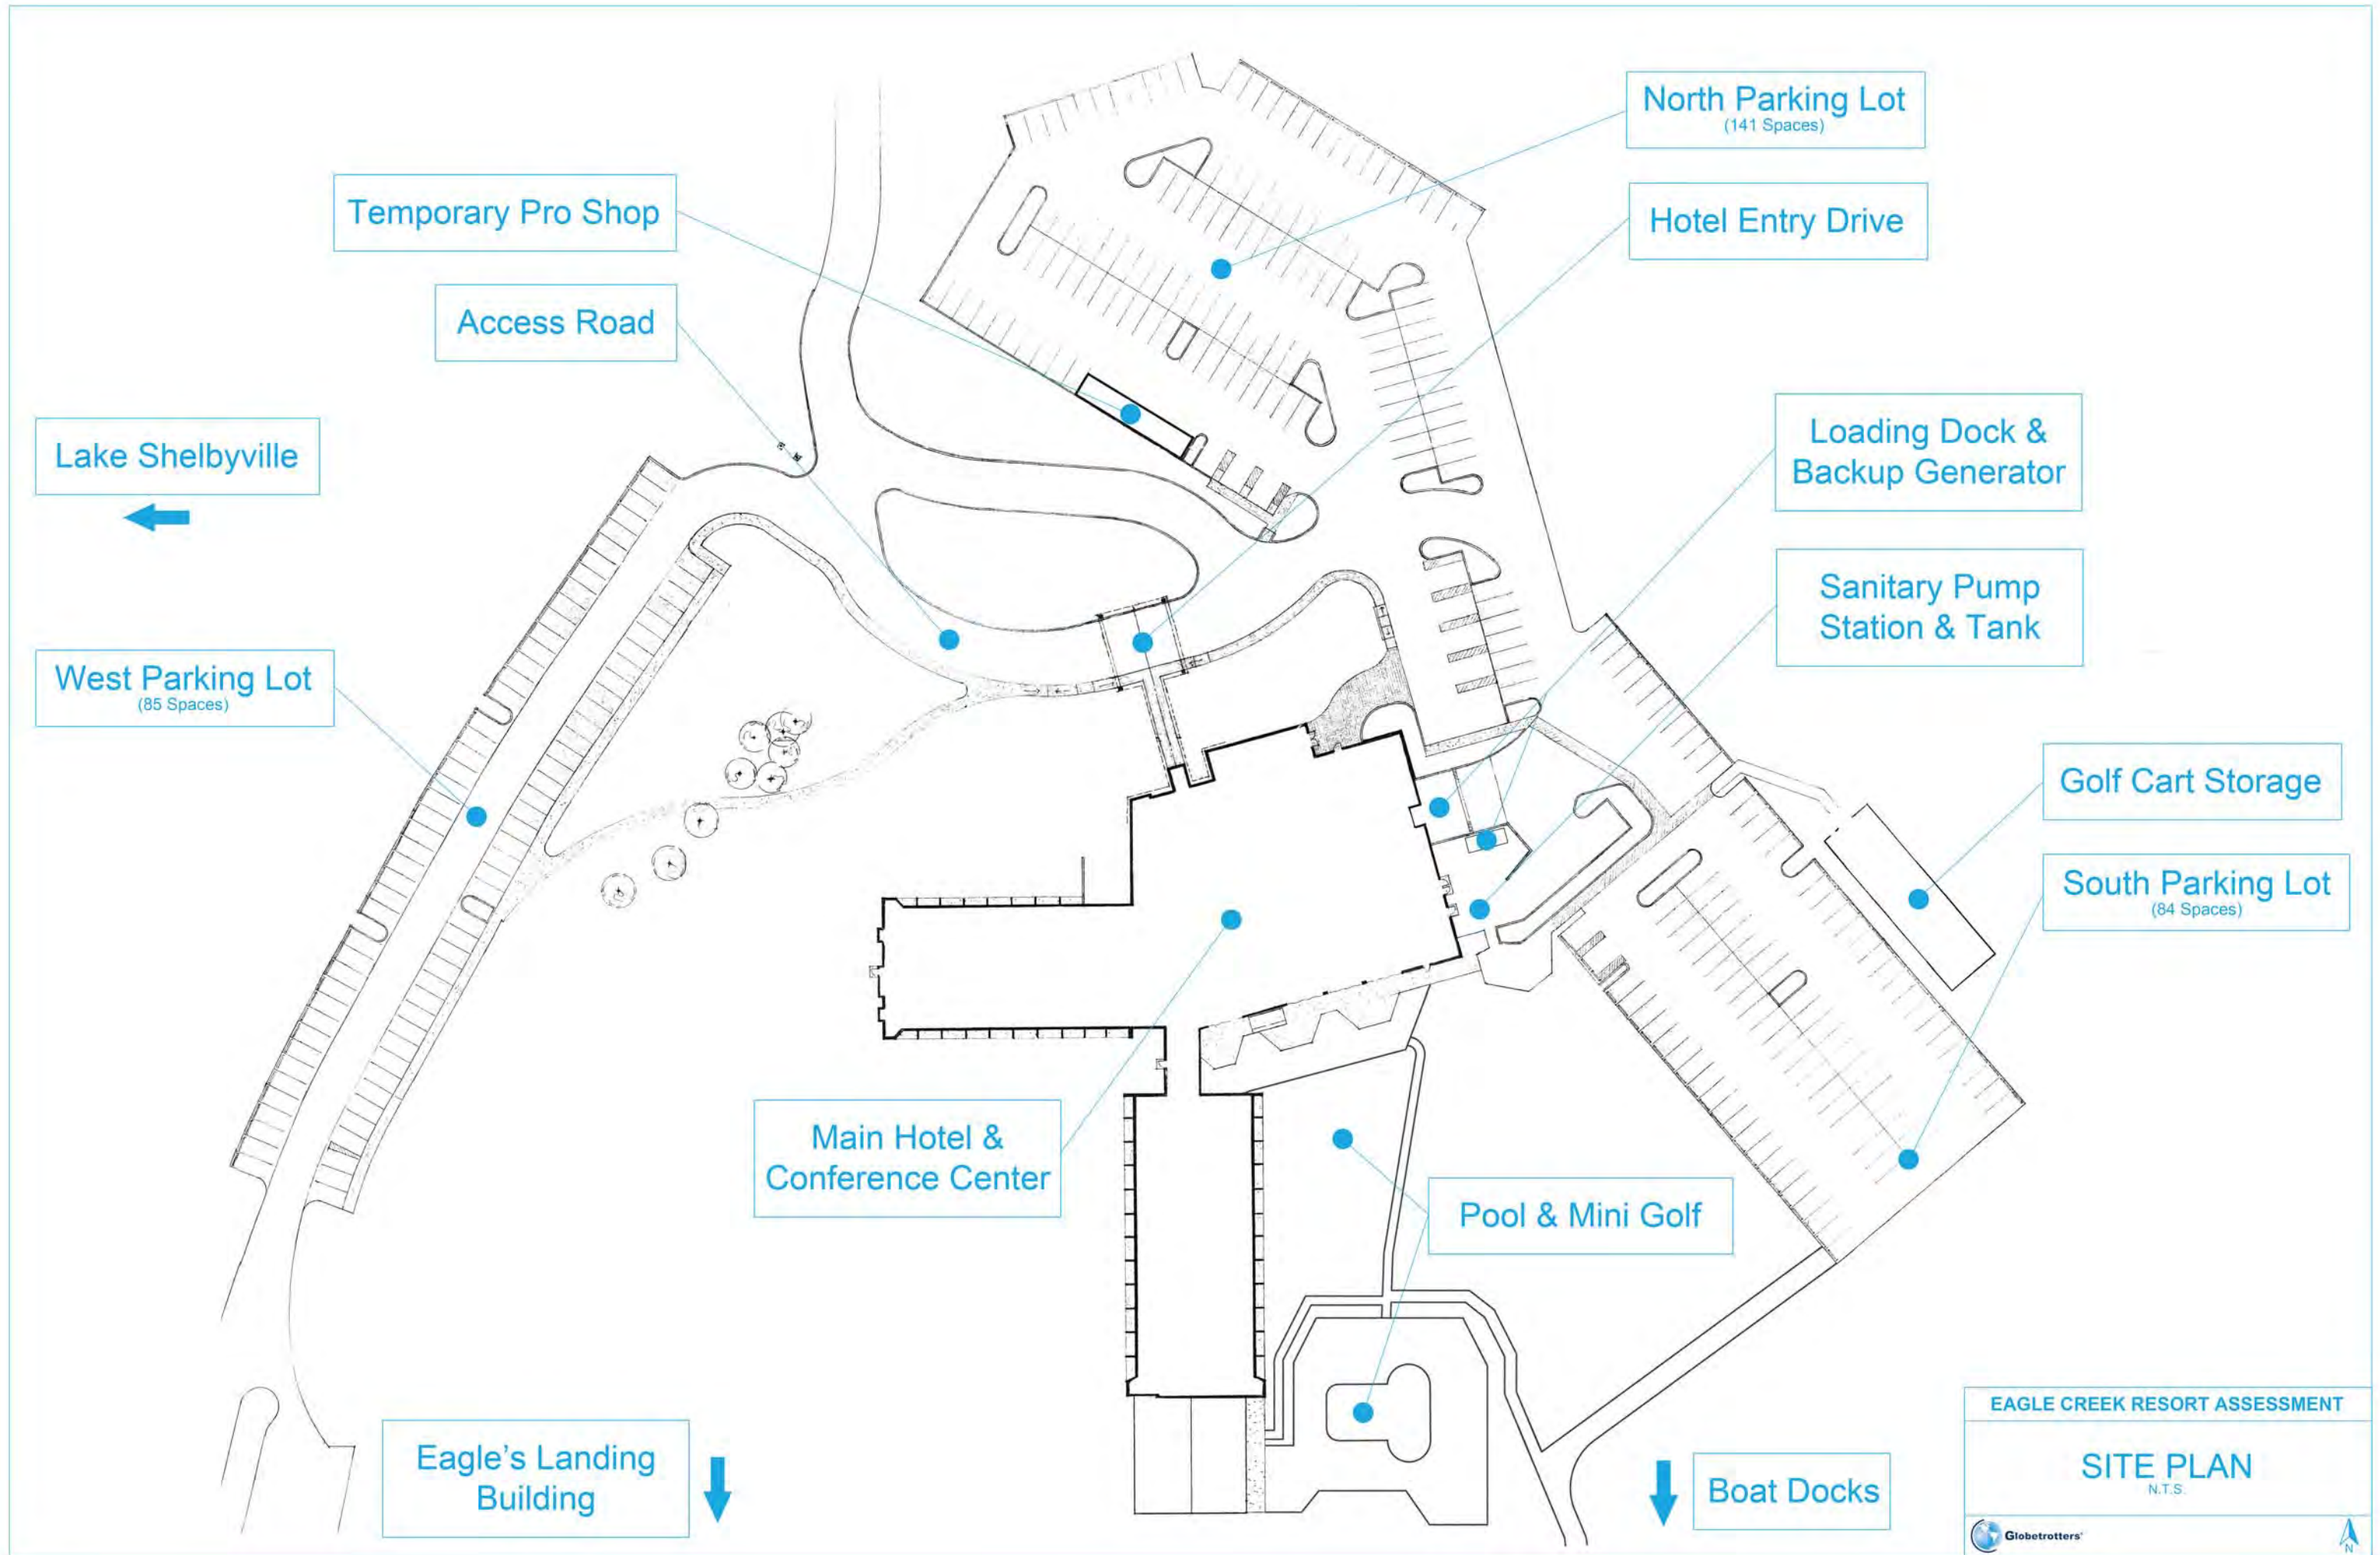 North Parking Lot
(141 Spaces)
Temporary Pro Shop
Hotel Entry Drive
Access Road
Lake Shelbyville
Loading Dock &
Backup Generator
Sanitary Pump
Station & Tank
West Parking Lot
(85 Spaces)
Golf Cart Storage
South Parking Lot
(84 Spaces)
Main Hotel &
Conference Center
Pool & Mini Golf
Eagle's Landing
Building
Boat Docks
EAGLE CREEK RESORT ASSESSMENT
SITE PLAN
N.T.S.
Globetrotters
N